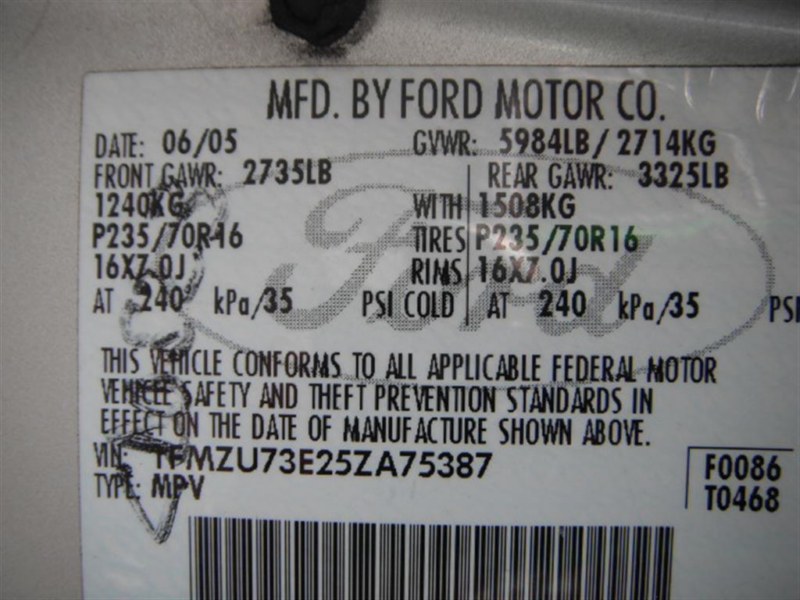 MFD. BY FORD MOTOR CO.
DATE: 06/05 GVWR: 5984LB/2714KG
FRONT GAWR: 2735LB REAR GAWR: 3325LB
1240KG WITH 1508KG
P235/70R16 TIRES P235/70R16
16X7.0J RIMS 16X7.0J
AT 240 kPa/35 PSI COLD AT 240 kPa/35 PSI
THIS VEHICLE CONFORMS TO ALL APPLICABLE FEDERAL MOTOR
VEHICLE SAFETY AND THEFT PREVENTION STANDARDS IN
EFFECT ON THE DATE OF MANUFACTURE SHOWN ABOVE.
VIN: 1FMZU73E25ZA75387 F0086
TYPE: MPV T0468
Ford